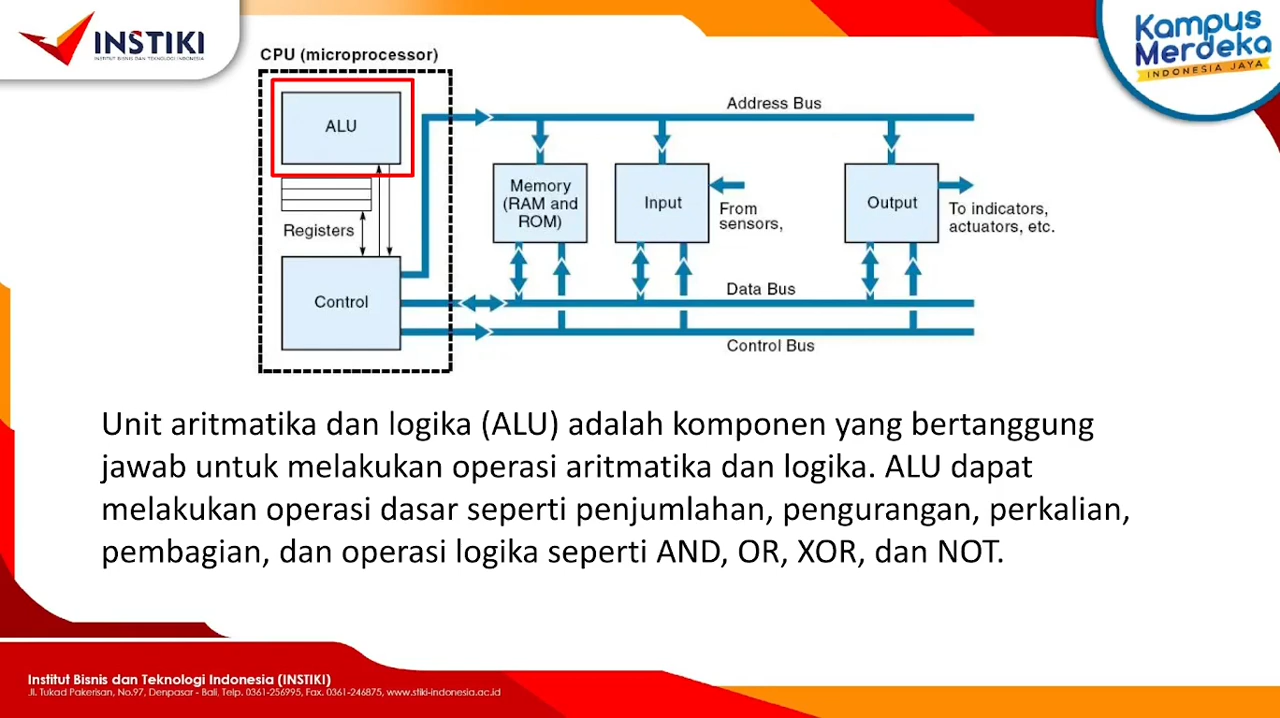 INSTIKI
INSTITUT BISNIS DAN TEKNOLOGI INDONESIA
Kampus
Merdeka
INDONESIA JAYA
CPU (microprocessor)
ALU
Registers
Control
Address Bus
Memory
(RAM and
ROM)
Input
From
sensors,
Output
To indicators,
actuators, etc.
Data Bus
Control Bus
Unit aritmatika dan logika (ALU) adalah komponen yang bertanggung
jawab untuk melakukan operasi aritmatika dan logika. ALU dapat
melakukan operasi dasar seperti penjumlahan, pengurangan, perkalian,
pembagian, dan operasi logika seperti AND, OR, XOR, dan NOT.
Institut Bisnis dan Teknologi Indonesia (INSTIKI)
Jl. Tukad Pakerisan, No.97, Denpasar - Bali, Telp. 0361-256995, Fax. 0361-246875, www.stiki-indonesia.ac.id